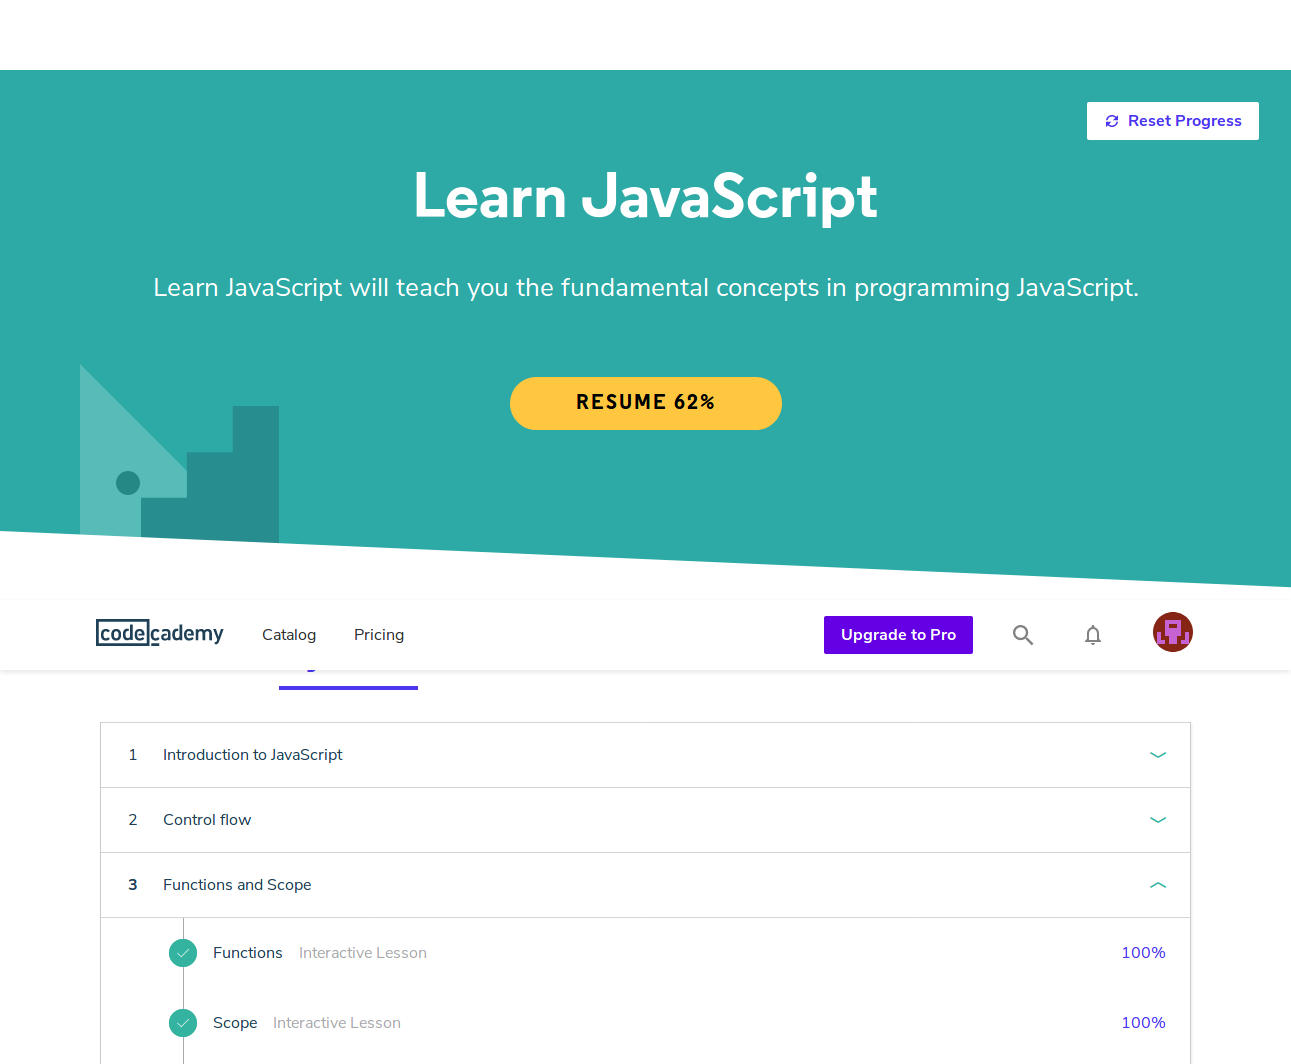 Reset Progress
Learn JavaScript
Learn JavaScript will teach you the fundamental concepts in programming JavaScript.
RESUME 62%
codecademy Catalog Pricing Upgrade to Pro
1 Introduction to JavaScript
2 Control flow
3 Functions and Scope
Functions Interactive Lesson 100%
Scope Interactive Lesson 100%